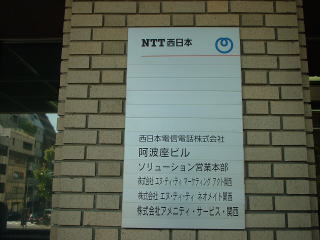 NTT西日本
西日本電信電話株式会社
阿波座ビル
ソリューション営業本部
株式会社 エヌ・ティ・ティ マーケティング アクト関西
株式会社 エヌ・ティ・ティ ネオメイト関西
株式会社アメニティ・サービス・関西